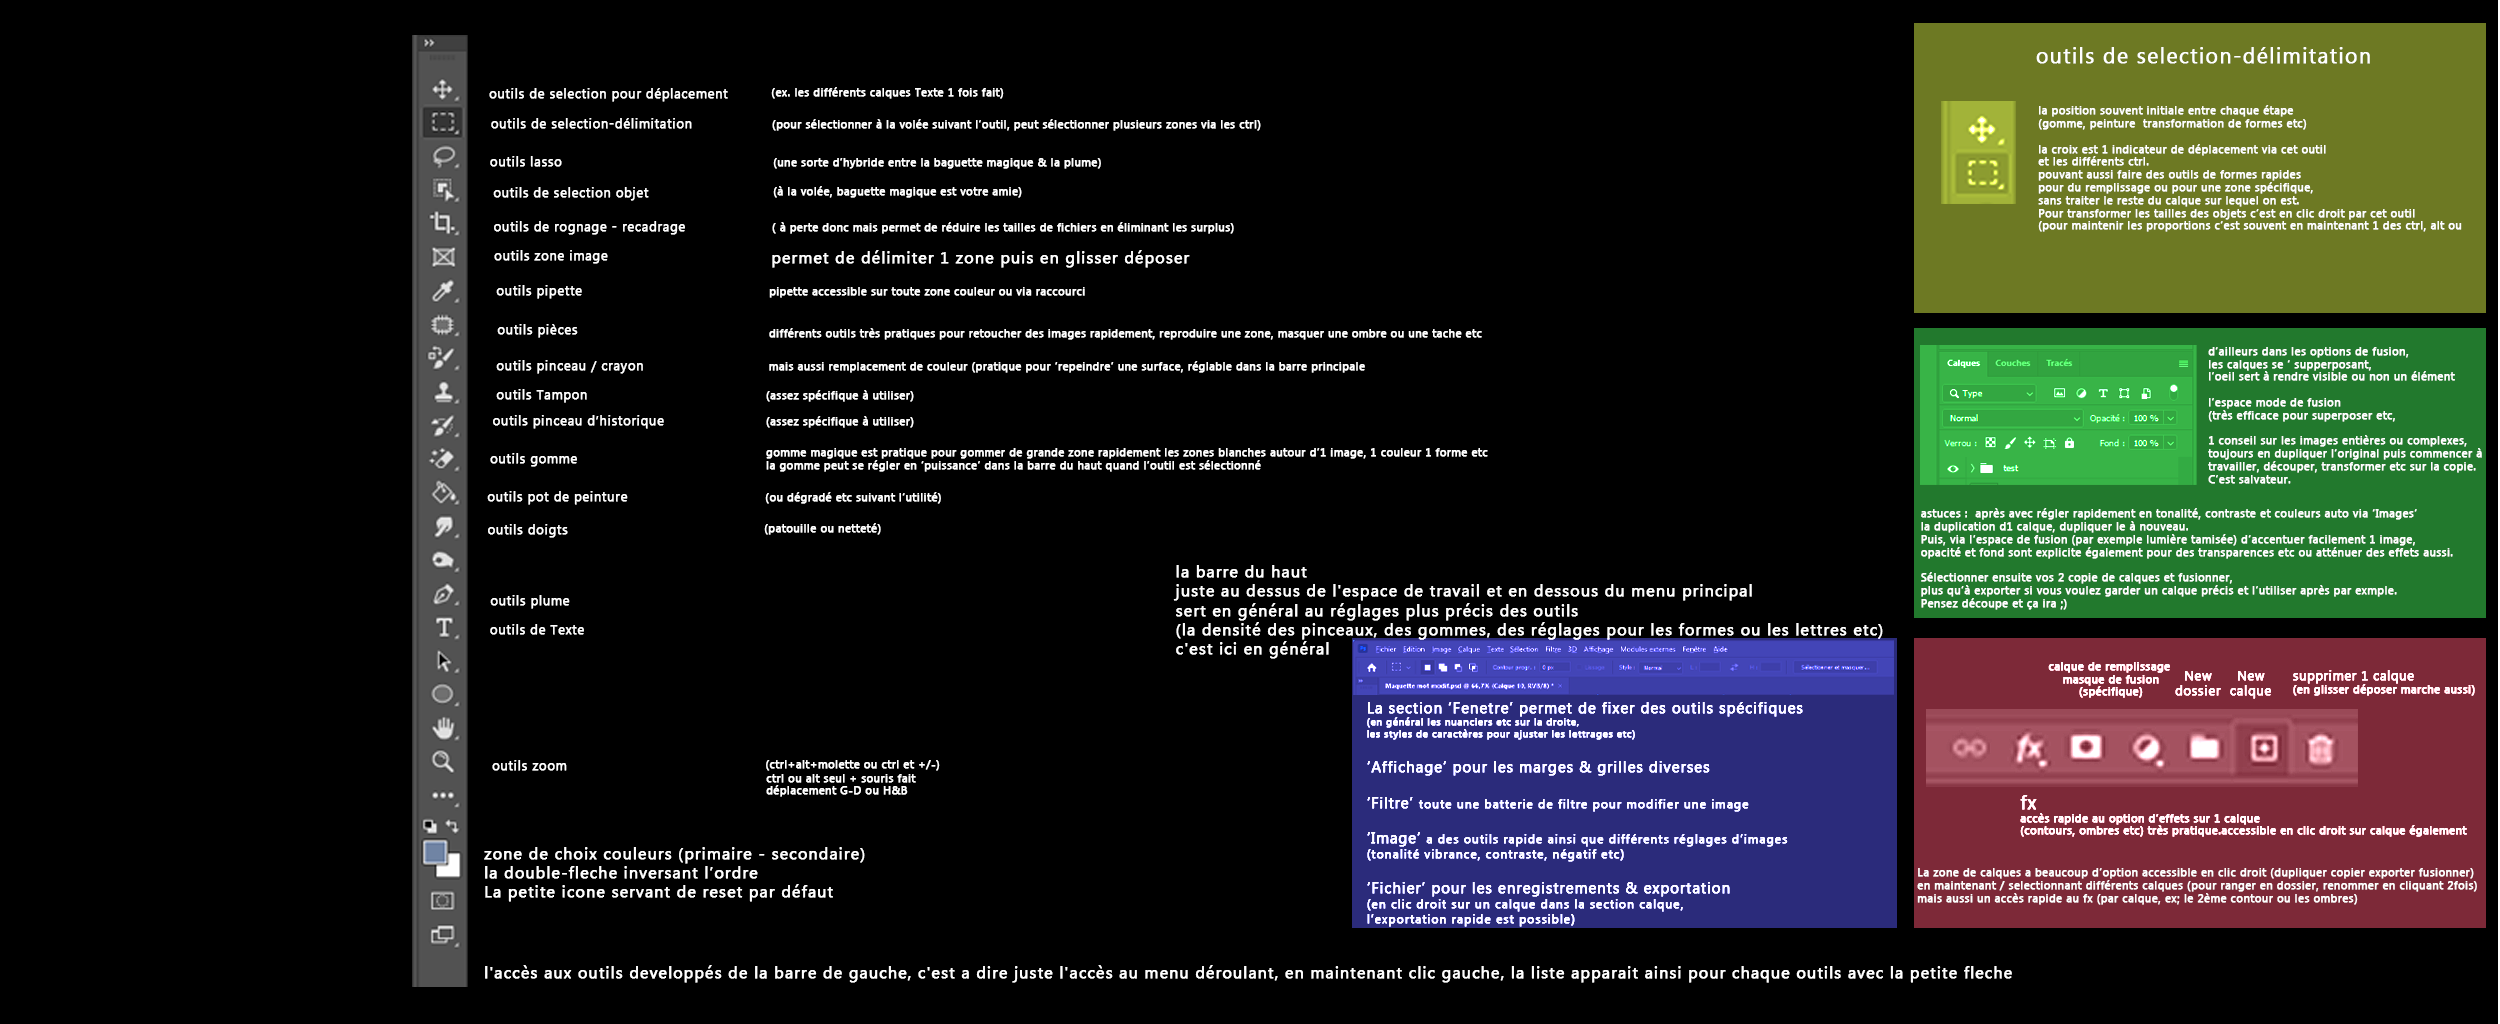 outils de selection pour déplacement (ex. les différents calques Texte 1 fois fait)
outils de selection-délimitation (pour sélectionner à la volée suivant l'outil, peut sélectionner plusieurs zones via les ctrl)
outils lasso (une sorte d'hybride entre la baguette magique & la plume)
outils de selection objet (à la volée, baguette magique est votre amie)
outils de rognage - recadrage ( à perte donc mais permet de réduire les tailles de fichiers en éliminant les surplus)
outils zone image permet de délimiter 1 zone puis en glisser déposer
outils pipette pipette accessible sur toute zone couleur ou via raccourci
outils pièces différents outils très pratiques pour retoucher des images rapidement, reproduire une zone, masquer une ombre ou une tache etc
outils pinceau / crayon mais aussi remplacement de couleur (pratique pour 'repeindre' une surface, réglable dans la barre principale
outils Tampon (assez spécifique à utiliser)
outils pinceau d'historique (assez spécifique à utiliser)
outils gomme gomme magique est pratique pour gommer de grande zone rapidement les zones blanches autour d'1 image, 1 couleur 1 forme etc
la gomme peut se régler en 'puissance' dans la barre du haut quand l'outil est sélectionné
outils pot de peinture (ou dégradé etc suivant l'utilité)
outils doigts (patouille ou netteté)
outils plume
outils de Texte
outils zoom (ctrl+alt+molette ou ctrl et +/-)
ctrl ou alt seul + souris fait
déplacement G-D ou H&B
zone de choix couleurs (primaire - secondaire)
la double-fleche inversant l'ordre
La petite icone servant de reset par défaut
la barre du haut
juste au dessus de l'espace de travail et en dessous du menu principal
sert en général au réglages plus précis des outils
(la densité des pinceaux, des gommes, des réglages pour les formes ou les lettres etc)
c'est ici en général
Fichier Edition Image Calque Texte Sélection Filtre 3D Affichage Modules externes Fenêtre Aide
Contour progr. : 0 px Style : Normal Sélectionner et masquer...
Maquette mot modif.psd @ 66,7% (Calque 10, RVB/8) * ×
La section 'Fenetre' permet de fixer des outils spécifiques
(en général les nuanciers etc sur la droite,
les styles de caractères pour ajuster les lettrages etc)
'Affichage' pour les marges & grilles diverses
'Filtre' toute une batterie de filtre pour modifier une image
'Image' a des outils rapide ainsi que différents réglages d'images
(tonalité vibrance, contraste, négatif etc)
'Fichier' pour les enregistrements & exportation
(en clic droit sur un calque dans la section calque,
l'exportation rapide est possible)
outils de selection-délimitation
la position souvent initiale entre chaque étape
(gomme, peinture transformation de formes etc)
la croix est 1 indicateur de déplacement via cet outil
et les différents ctrl.
pouvant aussi faire des outils de formes rapides
pour du remplissage ou pour une zone spécifique,
sans traiter le reste du calque sur lequel on est.
Pour transformer les tailles des objets c'est en clic droit par cet outil
(pour maintenir les proportions c'est souvent en maintenant 1 des ctrl, alt ou
Calques Couches Tracés
Type
Normal Opacité : 100 %
Verrou : Fond : 100 %
test
d'ailleurs dans les options de fusion,
les calques se ' supperposant,
l'oeil sert à rendre visible ou non un élément
l'espace mode de fusion
(très efficace pour superposer etc,
1 conseil sur les images entières ou complexes,
toujours en dupliquer l'original puis commencer à
travailler, découper, transformer etc sur la copie.
C'est salvateur.
astuces : après avec régler rapidement en tonalité, contraste et couleurs auto via 'Images'
la duplication d1 calque, dupliquer le à nouveau.
Puis, via l'espace de fusion (par exemple lumière tamisée) d'accentuer facilement 1 image,
opacité et fond sont explicite également pour des transparences etc ou atténuer des effets aussi.
Sélectionner ensuite vos 2 copie de calques et fusionner,
plus qu'à exporter si vous voulez garder un calque précis et l'utiliser après par exmple.
Pensez découpe et ça ira ;)
calque de remplissage
masque de fusion
(spécifique)
New
dossier
New
calque
supprimer 1 calque
(en glisser déposer marche aussi)
fx
fx
accès rapide au option d'effets sur 1 calque
(contours, ombres etc) très pratique.accessible en clic droit sur calque également
La zone de calques a beaucoup d'option accessible en clic droit (dupliquer copier exporter fusionner)
en maintenant / selectionnant différents calques (pour ranger en dossier, renommer en cliquant 2fois)
mais aussi un accès rapide au fx (par calque, ex; le 2ème contour ou les ombres)
l'accès aux outils developpés de la barre de gauche, c'est a dire juste l'accès au menu déroulant, en maintenant clic gauche, la liste apparait ainsi pour chaque outils avec la petite fleche